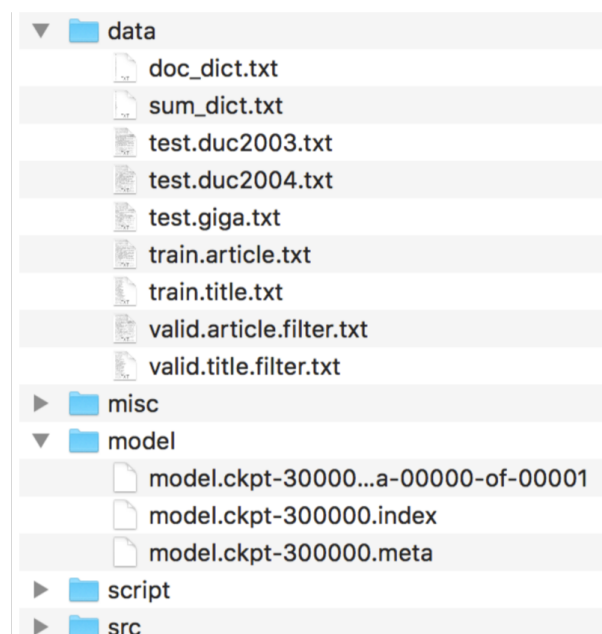 data
doc_dict.txt
sum_dict.txt
test.duc2003.txt
test.duc2004.txt
test.giga.txt
train.article.txt
train.title.txt
valid.article.filter.txt
valid.title.filter.txt
misc
model
model.ckpt-30000...a-00000-of-00001
model.ckpt-300000.index
model.ckpt-300000.meta
script
src